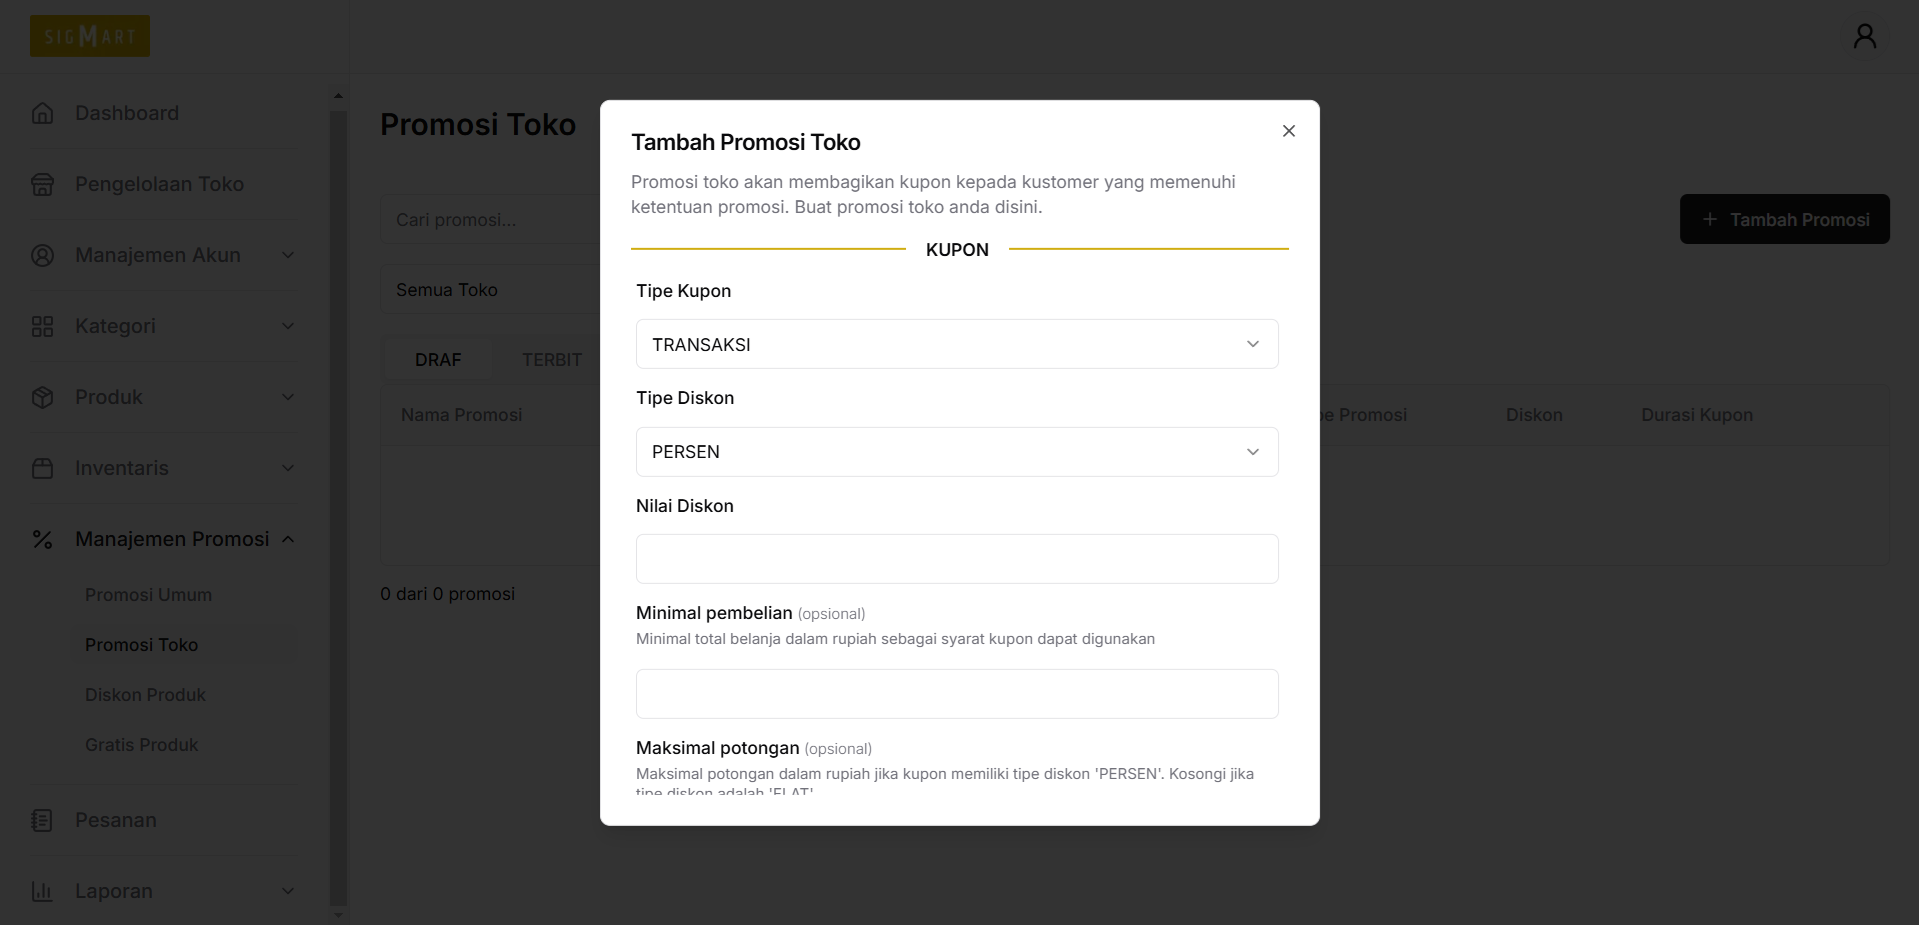 SIGMART
Dashboard
Pengelolaan Toko
Manajemen Akun
Kategori
Produk
Inventaris
Manajemen Promosi
Promosi Umum
Promosi Toko
Diskon Produk
Gratis Produk
Pesanan
Laporan
Promosi Toko
Cari promosi...
Tambah Promosi
Semua Toko
DRAF TERBIT
Nama Promosi
Promosi Diskon Durasi Kupon
0 dari 0 promosi
Tambah Promosi Toko
Promosi toko akan membagikan kupon kepada kustomer yang memenuhi
ketentuan promosi. Buat promosi toko anda disini.
KUPON
Tipe Kupon
TRANSAKSI
Tipe Diskon
PERSEN
Nilai Diskon
Minimal pembelian (opsional)
Minimal total belanja dalam rupiah sebagai syarat kupon dapat digunakan
Maksimal potongan (opsional)
Maksimal potongan dalam rupiah jika kupon memiliki tipe diskon 'PERSEN'. Kosongi jika
tipe diskon adalah 'FLAT'